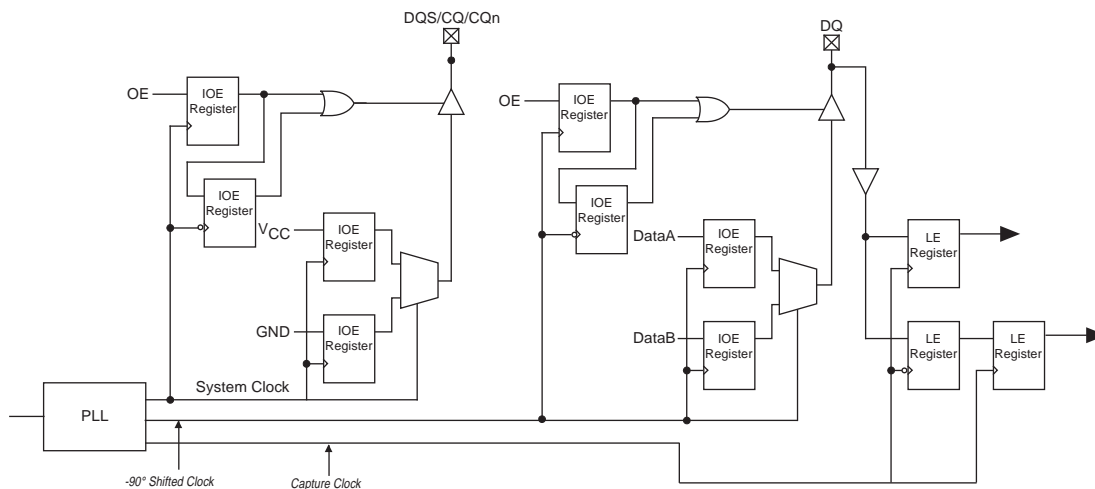 DQS/CQ/CQn
DQ
OE
IOE
Register
OE
IOE
Register
IOE
Register
IOE
Register
VCC
IOE
Register
DataA
IOE
Register
LE
Register
GND
IOE
Register
DataB
IOE
Register
LE
Register
LE
Register
System Clock
PLL
-90° Shifted Clock
Capture Clock